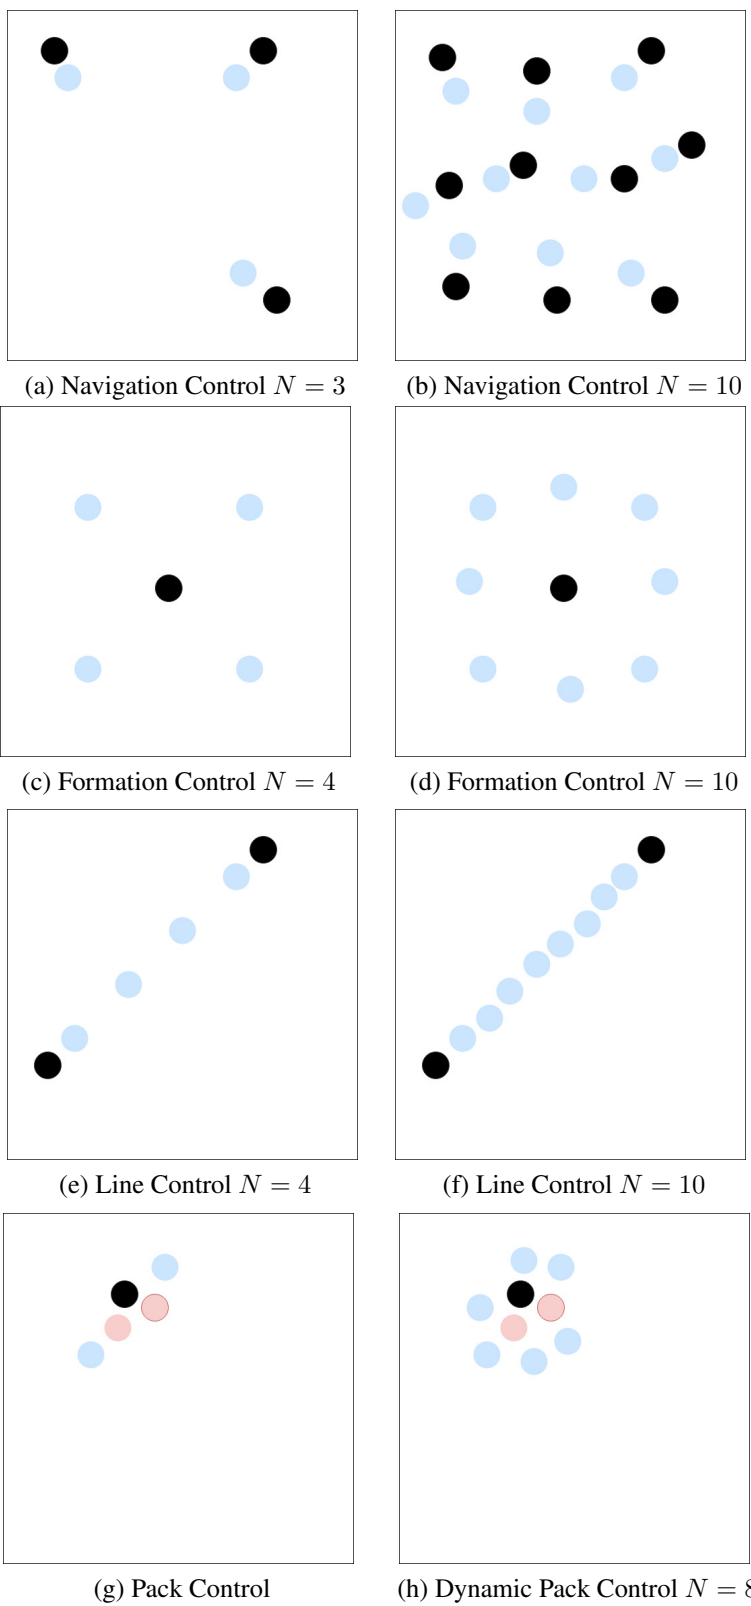 (a) Navigation Control N = 3
(b) Navigation Control N = 10
(c) Formation Control N = 4
(d) Formation Control N = 10
(e) Line Control N = 4
(f) Line Control N = 10
(g) Pack Control
(h) Dynamic Pack Control N = 8